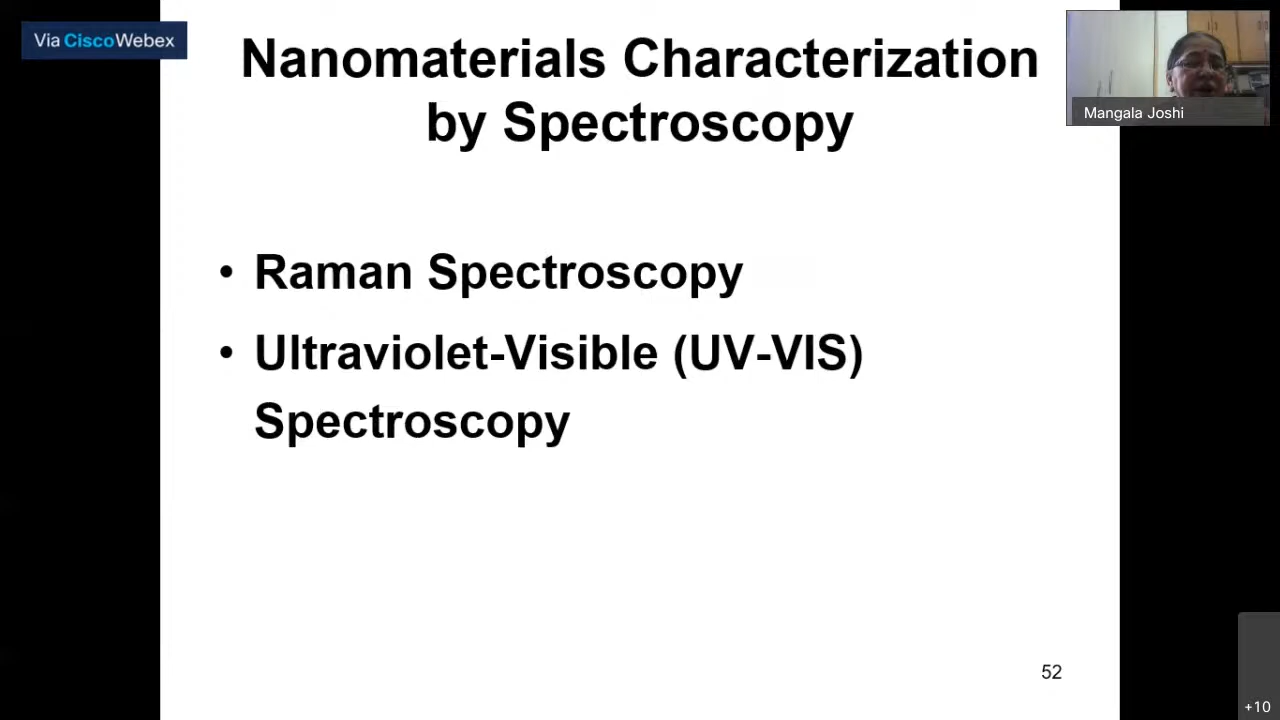 Via CiscoWebex
Nanomaterials Characterization
by Spectroscopy
Mangala Joshi
• Raman Spectroscopy
• Ultraviolet-Visible (UV-VIS)
Spectroscopy
52
+10